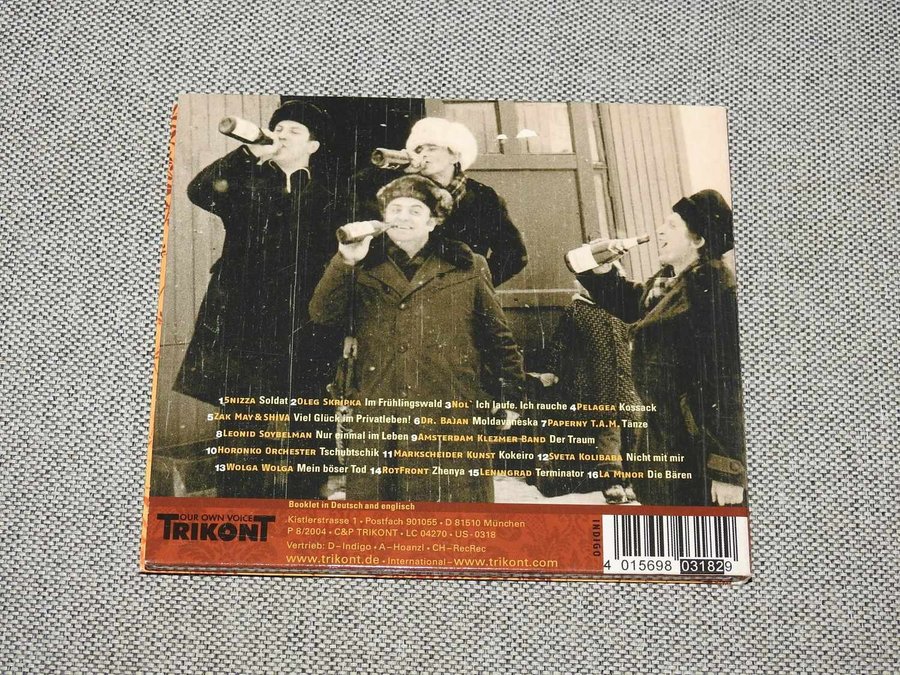 1 5NIZZA Soldat 2 OLEG SKRIPKA Im Frühlingswald 3 NOL` Ich laufe. Ich rauche 4 PELAGEA Kossack
5 ZAK MAY & SHIVA Viel Glück im Privatleben! 6 DR. BAJAN Moldavaneska 7 PAPERNY T.A.M. Tänze
8 LEONID SOYBELMAN Nur einmal im Leben 9 AMSTERDAM KLEZMER BAND Der Traum
10 HORONKO ORCHESTER Tschubtschik 11 MARKSCHEIDER KUNST Kokeiro 12 SVETA KOLIBABA Nicht mit mir
13 WOLGA WOLGA Mein böser Tod 14 ROTFRONT Zhenya 15 LENINGRAD Terminator 16 LA MINOR Die Bären
OUR OWN VOICE
TRIKONT
Booklet in Deutsch and englisch
Kistlerstrasse 1 • Postfach 901055 • D 81510 München
P 8/2004 • C&P TRIKONT • LC 04270 • US - 0318
Vertrieb: D - Indigo • A - Hoanzl • CH - RecRec
www.trikont.de • International - www.trikont.com
INDIGO
4 015698 031829